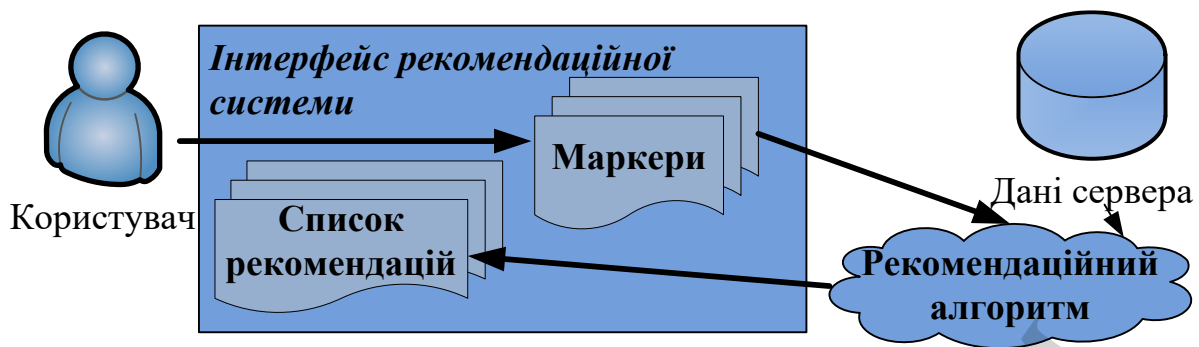 Інтерфейс рекомендаційної
системи
Маркери
Користувач
Список
рекомендацій
Дані сервера
Рекомендаційний
алгоритм